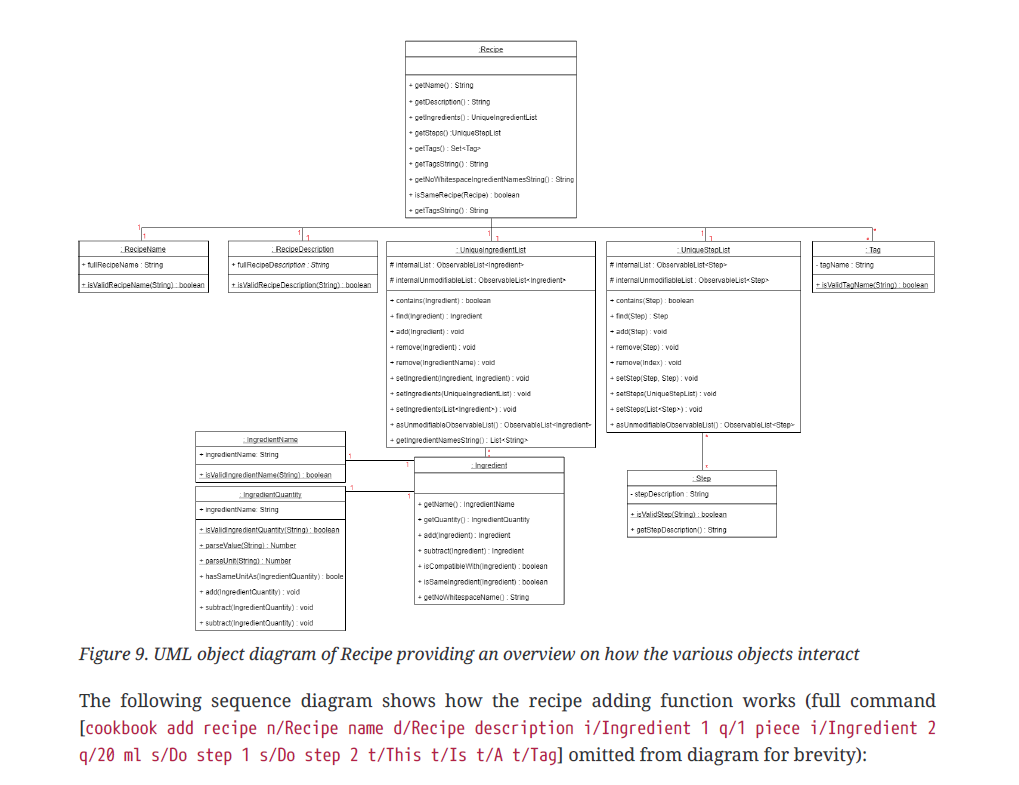 :Recipe
+ getName() : String
+ getDescription() : String
+ getIngredients() : UniqueIngredientList
+ getSteps() :UniqueStepList
+ getTags() : Set<Tag>
+ getTagsString() : String
+ getNoWhitespaceIngredientNamesString() : String
+ isSameRecipe(Recipe) : boolean
+ getTagsString() : String
1 1 1 1 *
1 1 1 1 *
: RecipeName
+ fullRecipeName : String
+ isValidRecipeName(String) : boolean
: RecipeDescription
+ fullRecipeDescription : String
+ isValidRecipeDescription(String) : boolean
: UniqueIngredientList
# internalList : ObservableList<Ingredient>
# internalUnmodifiableList : ObservableList<Ingredient>
+ contains(Ingredient) : boolean
+ find(Ingredient) : Ingredient
+ add(Ingredient) : void
+ remove(Ingredient) : void
+ remove(IngredientName) : void
+ setIngredient(Ingredient, Ingredient) : void
+ setIngredients(UniqueIngredientList) : void
+ setIngredients(List<Ingredient>) : void
+ asUnmodifiableObservableList() : ObservableList<Ingredient>
+ getIngredientNamesString() : List<String>
: UniqueStepList
# internalList : ObservableList<Step>
# internalUnmodifiableList : ObservableList<Step>
+ contains(Step) : boolean
+ find(Step) : Step
+ add(Step) : void
+ remove(Step) : void
+ remove(Index) : void
+ setStep(Step, Step) : void
+ setSteps(UniqueStepList) : void
+ setSteps(List<Step>) : void
+ asUnmodifiableObservableList() : ObservableList<Step>
: Tag
- tagName : String
+ isValidTagName(String) : boolean
: IngredientName
+ ingredientName: String
+ isValidIngredientName(String) : boolean
1
1
: IngredientQuantity
+ ingredientName: String
+ isValidIngredientQuantity(String) : boolean
+ parseValue(String) : Number
+ parseUnit(String) : Number
+ hasSameUnitAs(IngredientQuantity) : boole
+ add(IngredientQuantity) : void
+ subtract(IngredientQuantity) : void
+ subtract(IngredientQuantity) : void
1
1
*
: Ingredient
+ getName() : IngredientName
+ getQuantity() : IngredientQuantity
+ add(Ingredient) : Ingredient
+ subtract(Ingredient) : Ingredient
+ isCompatibleWith(Ingredient) : boolean
+ isSameIngredient(Ingredient) : boolean
+ getNoWhitespaceName() : String
*
*
: Step
- stepDescription : String
+ isValidStep(String) : boolean
+ getStepDescription() : String
Figure 9. UML object diagram of Recipe providing an overview on how the various objects interact
The following sequence diagram shows how the recipe adding function works (full command
[cookbook add recipe n/Recipe name d/Recipe description i/Ingredient 1 q/1 piece i/Ingredient 2
q/20 ml s/Do step 1 s/Do step 2 t/This t/Is t/A t/Tag] omitted from diagram for brevity):